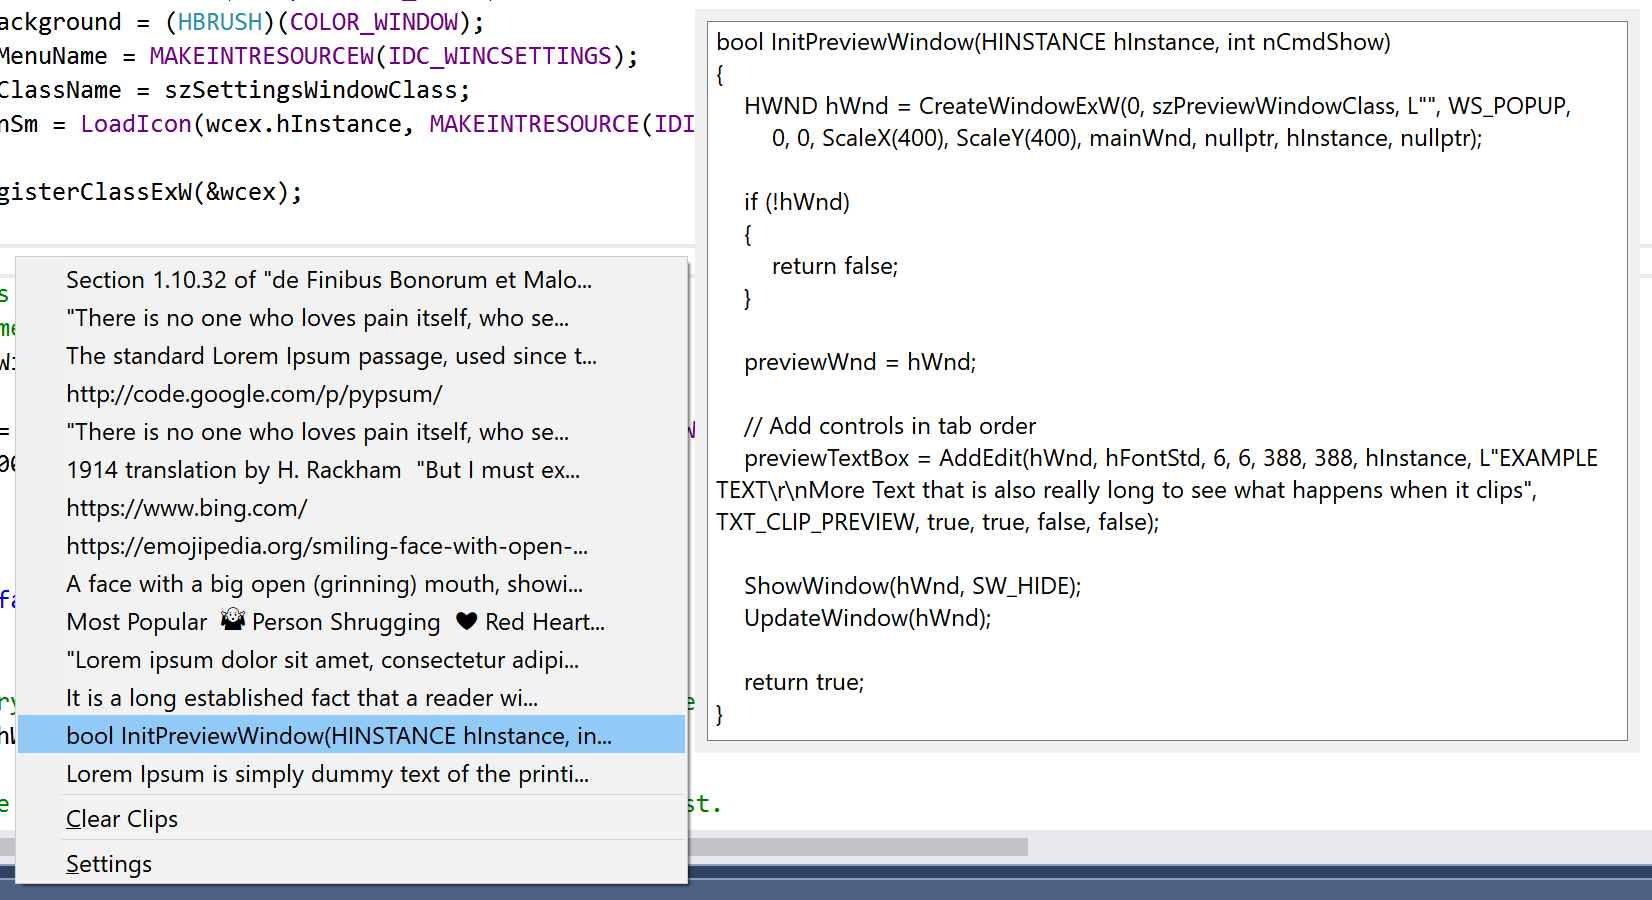 ackground = (HBRUSH)(COLOR_WINDOW);
MenuName = MAKEINTRESOURCEW(IDC_WINCSETTINGS);
ClassName = szSettingsWindowClass;
nSm = LoadIcon(wcex.hInstance, MAKEINTRESOURCE(IDI
gisterClassExW(&wcex);
Section 1.10.32 of "de Finibus Bonorum et Malo...
"There is no one who loves pain itself, who se...
The standard Lorem Ipsum passage, used since t...
http://code.google.com/p/pypsum/
"There is no one who loves pain itself, who se...
1914 translation by H. Rackham  "But I must ex...
https://www.bing.com/
https://emojipedia.org/smiling-face-with-open-...
A face with a big open (grinning) mouth, showi...
Most Popular 🤷 Person Shrugging ❤ Red Heart...
"Lorem ipsum dolor sit amet, consectetur adipi...
It is a long established fact that a reader wi...
bool InitPreviewWindow(HINSTANCE hInstance, in...
Lorem Ipsum is simply dummy text of the printi...
Clear Clips
st.
Settings
bool InitPreviewWindow(HINSTANCE hInstance, int nCmdShow)
{
HWND hWnd = CreateWindowExW(0, szPreviewWindowClass, L"", WS_POPUP,
0, 0, ScaleX(400), ScaleY(400), mainWnd, nullptr, hInstance, nullptr);
if (!hWnd)
{
return false;
}
previewWnd = hWnd;
// Add controls in tab order
previewTextBox = AddEdit(hWnd, hFontStd, 6, 6, 388, 388, hInstance, L"EXAMPLE
TEXT\r\nMore Text that is also really long to see what happens when it clips",
TXT_CLIP_PREVIEW, true, true, false, false);
ShowWindow(hWnd, SW_HIDE);
UpdateWindow(hWnd);
return true;
}